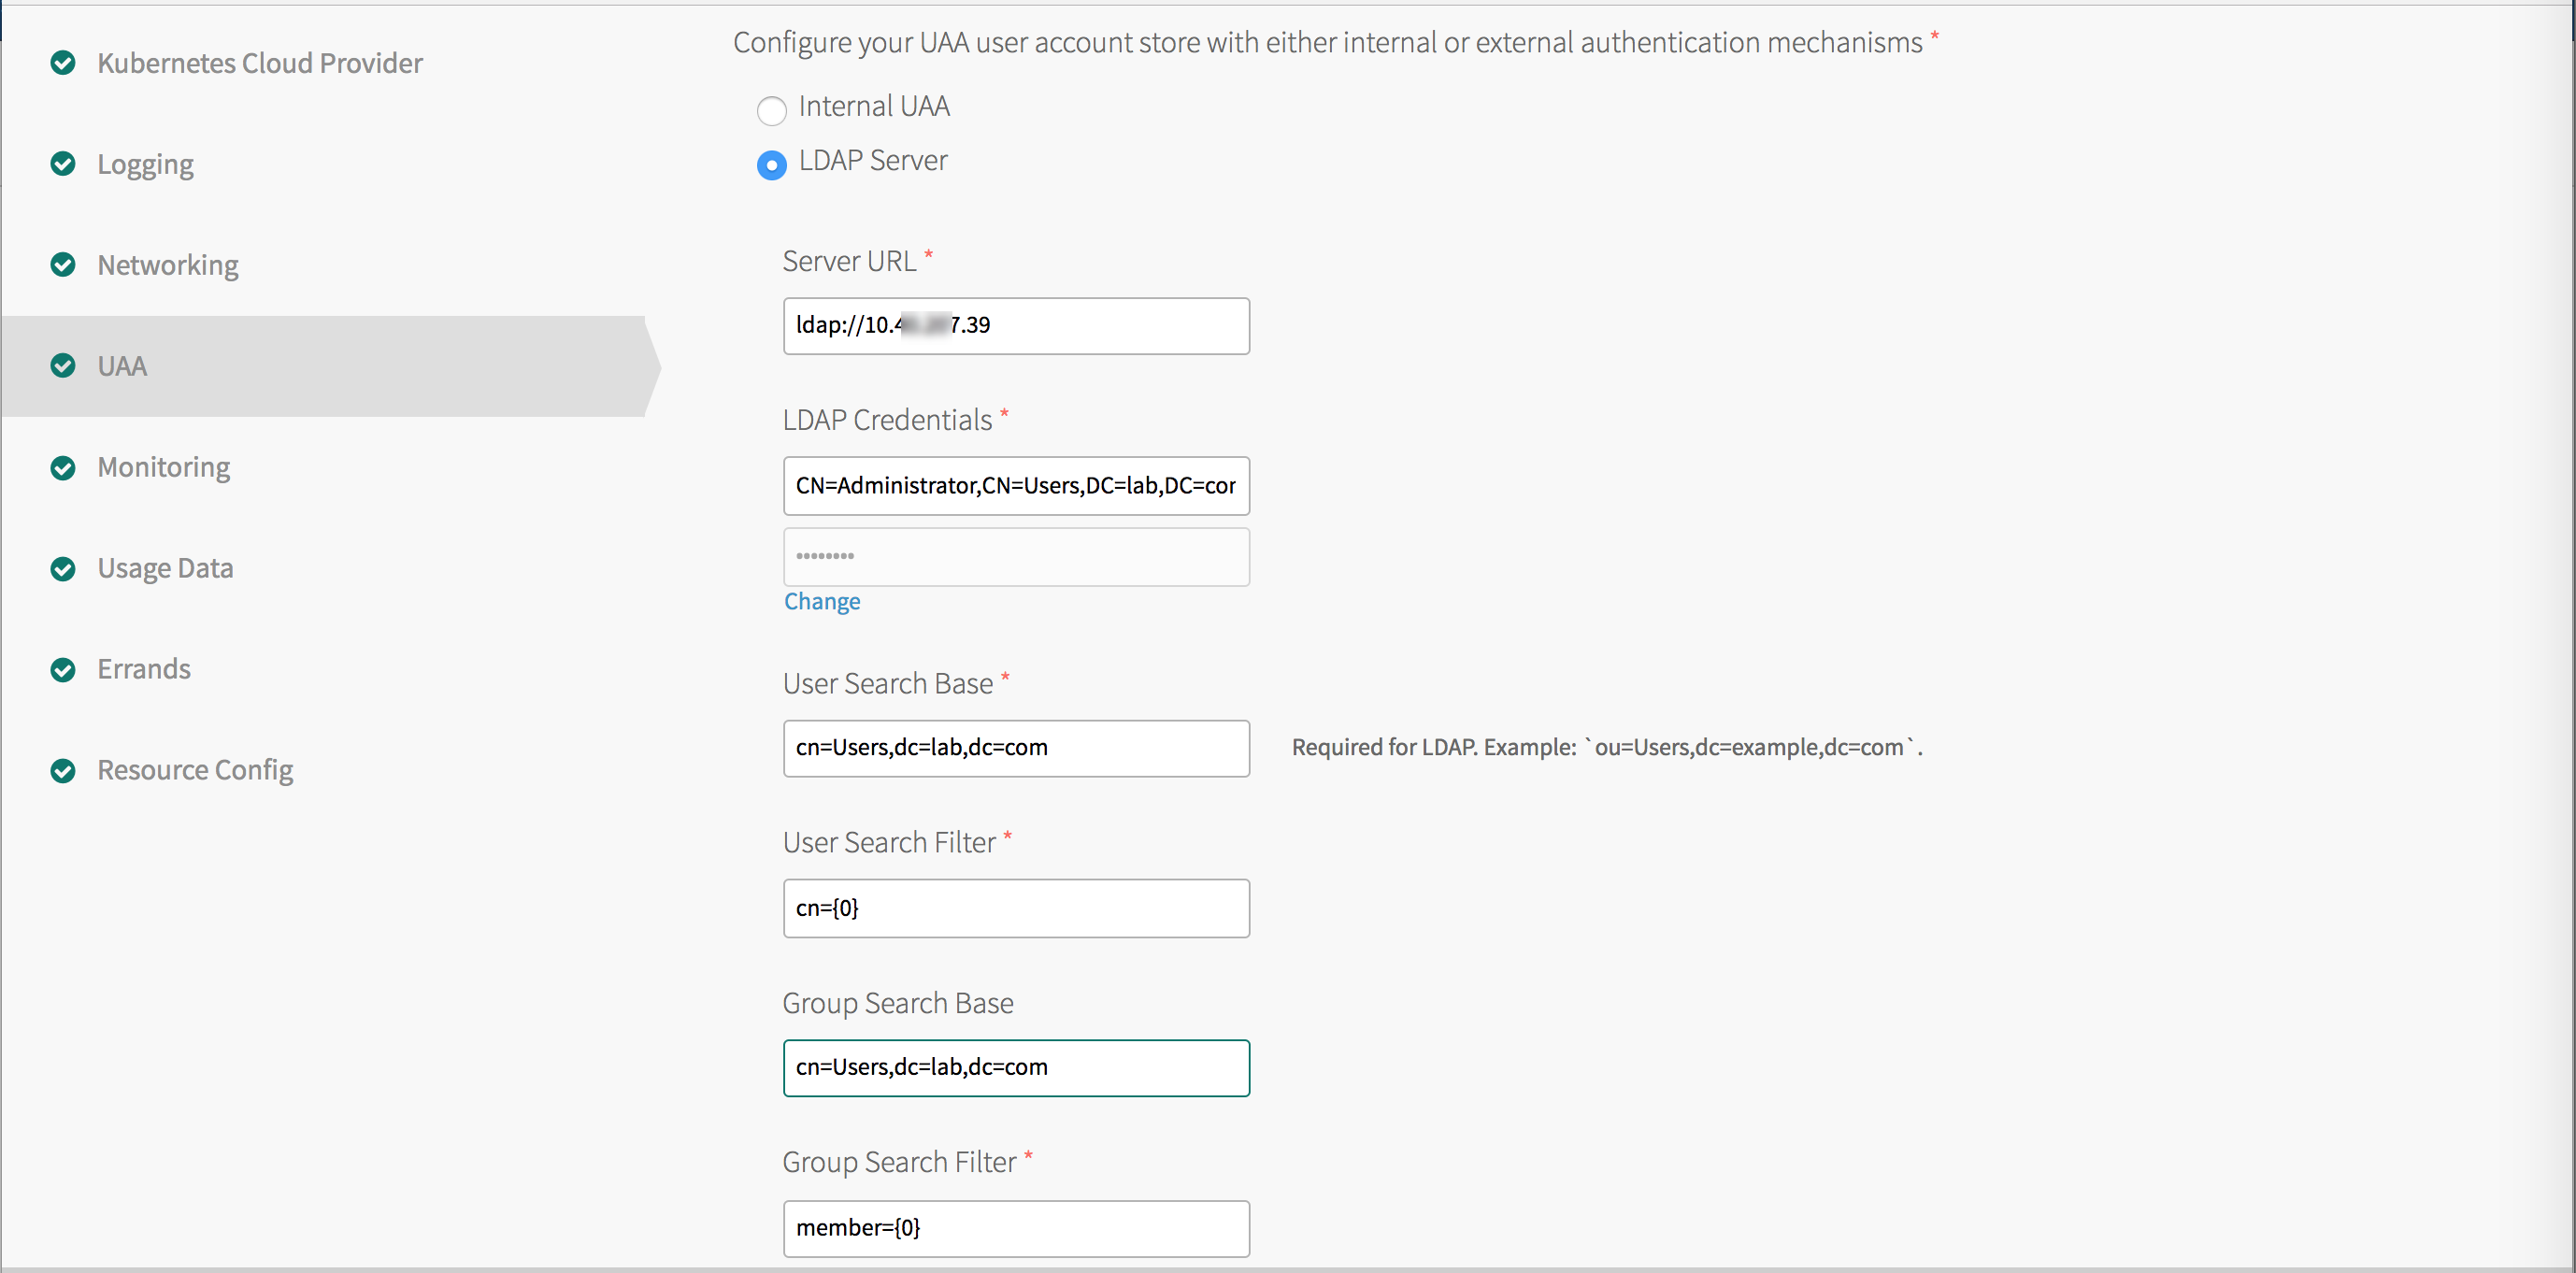 Kubernetes Cloud Provider
Logging
Networking
UAA
Monitoring
Usage Data
Errands
Resource Config
Configure your UAA user account store with either internal or external authentication mechanisms *
Internal UAA
LDAP Server
Server URL *
ldap://10.4 7.39
LDAP Credentials *
CN=Administrator,CN=Users,DC=lab,DC=cor
••••••••
Change
User Search Base *
cn=Users,dc=lab,dc=com
Required for LDAP. Example: `ou=Users,dc=example,dc=com`.
User Search Filter *
cn={0}
Group Search Base
cn=Users,dc=lab,dc=com
Group Search Filter *
member={0}